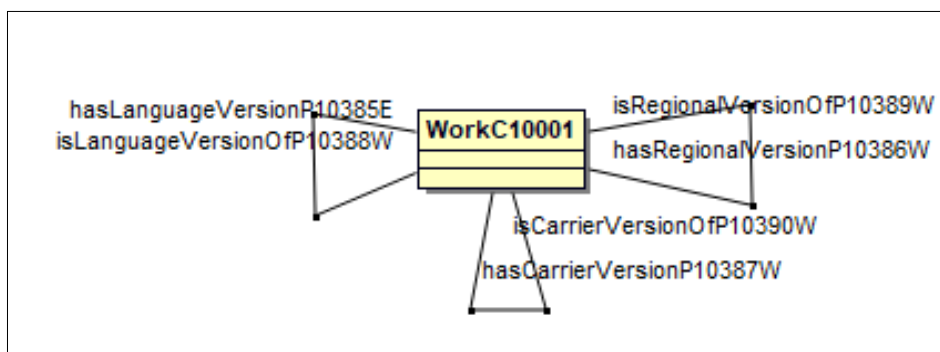 hasLanguageVersionP10385E
isLanguageVersionOfP10388W
WorkC10001
isRegionalVersionOfP10389W
hasRegionalVersionP10386W
isCarrierVersionOfP10390W
hasCarrierVersionP10387W